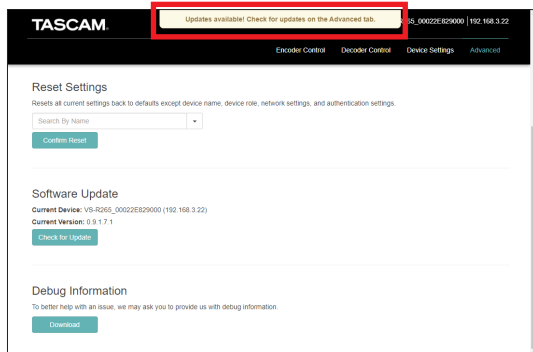 TASCAM.
Updates available! Check for updates on the Advanced tab.
R265_00022E829000 | 192.168.3.22
Encoder Control Decoder Control Device Settings Advanced
Reset Settings
Resets all current settings back to defaults except device name, device role, network settings, and authentication settings.
Search By Name
Confirm Reset
Software Update
Current Device: VS-R265_00022E829000 (192.168.3.22)
Current Version: 0.9.1.7.1
Check for Update
Debug Information
To better help with an issue, we may ask you to provide us with debug information.
Download